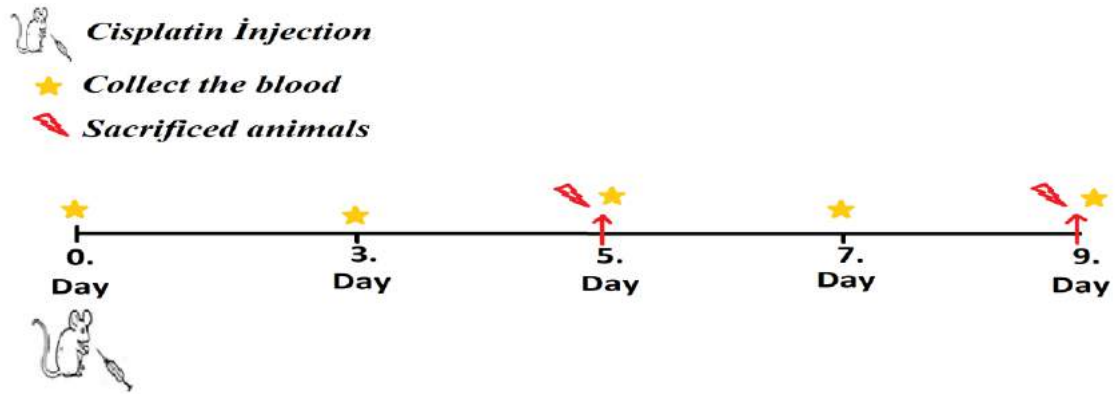 Cisplatin İnjection
Collect the blood
Sacrificed animals
0. 3. 5. 7. 9.
Day Day Day Day Day